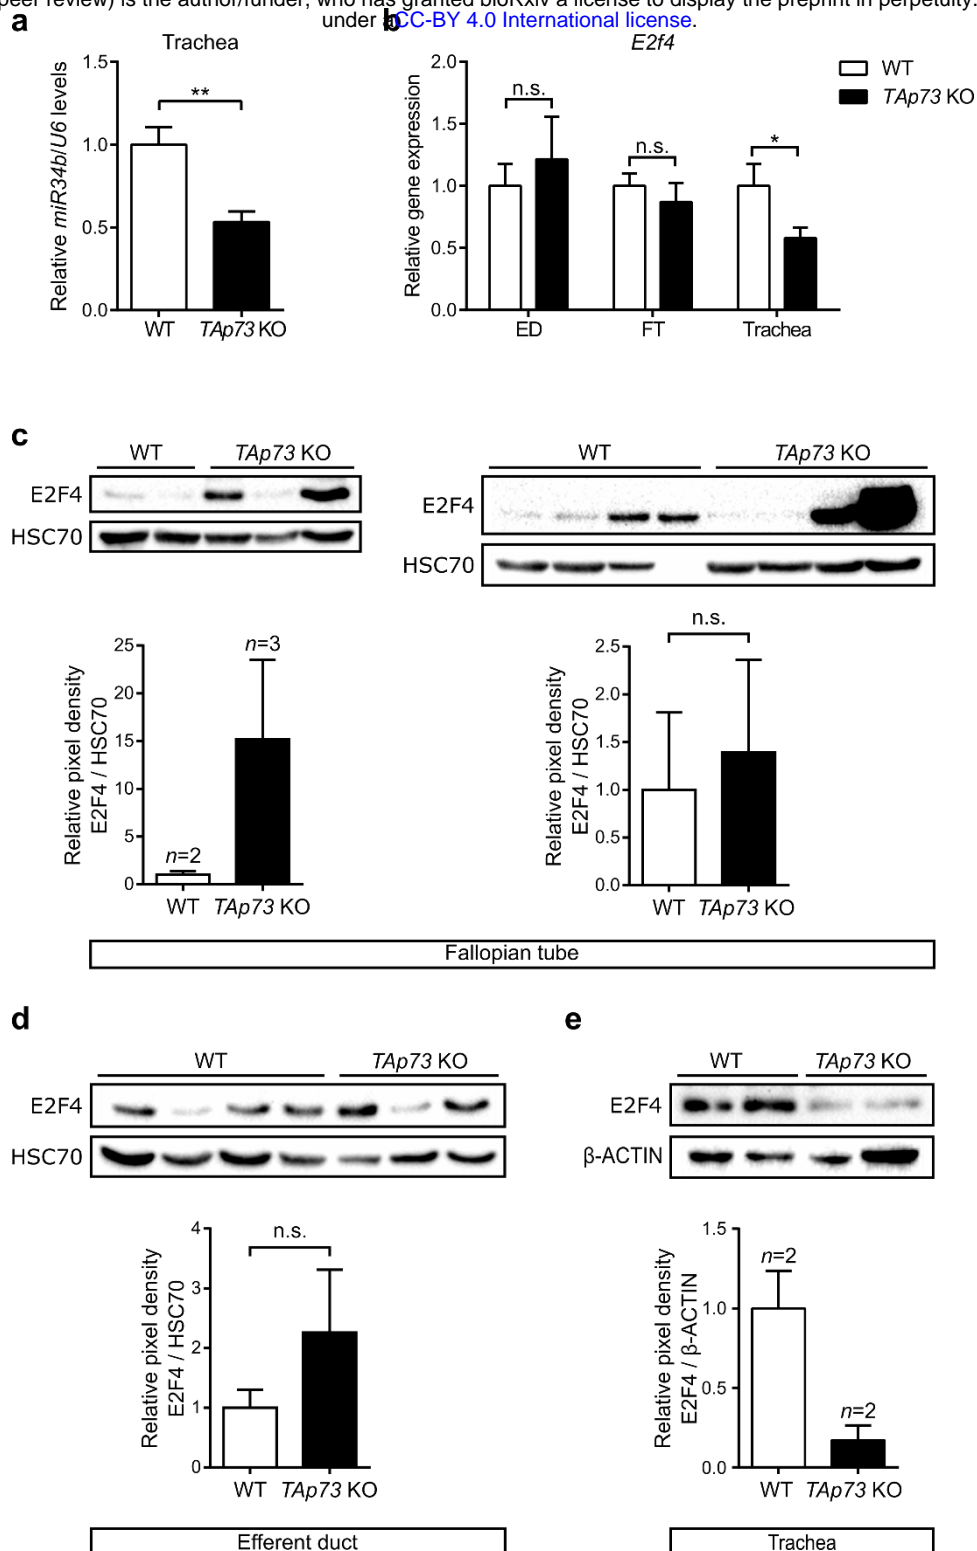 peer review) is the author/funder, who has granted bioRxiv a license to display the preprint in perpetuity.
under aCC-BY 4.0 International license.
a
b
Trachea
Relative miR34b/U6 levels
1.5
1.0
0.5
0.0
**
WT
TAp73 KO
E2f4
Relative gene expression
2.0
1.5
1.0
0.5
0.0
n.s.
n.s.
*
ED
FT
Trachea
WT
TAp73 KO
c
WT
TAp73 KO
E2F4
HSC70
WT
TAp73 KO
E2F4
HSC70
Relative pixel density
E2F4 / HSC70
25
20
15
10
5
0
n=2
n=3
WT
TAp73 KO
Relative pixel density
E2F4 / HSC70
2.5
2.0
1.5
1.0
0.5
0.0
n.s.
WT
TAp73 KO
Fallopian tube
d
WT
TAp73 KO
E2F4
HSC70
Relative pixel density
E2F4 / HSC70
4
3
2
1
0
n.s.
WT
TAp73 KO
Efferent duct
e
WT
TAp73 KO
E2F4
β-ACTIN
Relative pixel density
E2F4 / β-ACTIN
1.5
1.0
0.5
0.0
n=2
n=2
WT
TAp73 KO
Trachea